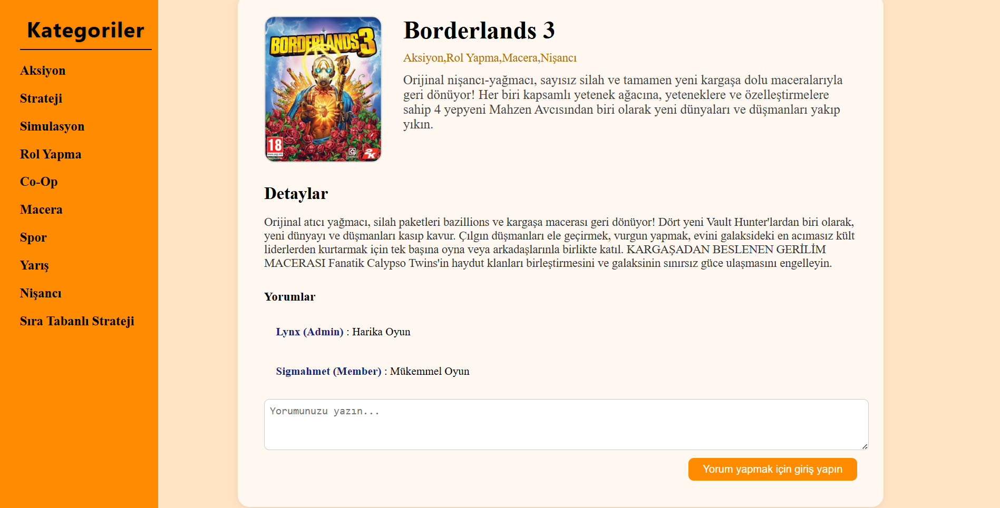 Kategoriler
Aksiyon
Strateji
Simulasyon
Rol Yapma
Co-Op
Macera
Spor
Yarış
Nişancı
Sıra Tabanlı Strateji
BORDERLANDS 3
18
www.pegi.info
2K
Borderlands 3
Aksiyon,Rol Yapma,Macera,Nişancı
Orijinal nişancı-yağmacı, sayısız silah ve tamamen yeni kargaşa dolu maceralarıyla
geri dönüyor! Her biri kapsamlı yetenek ağacına, yeteneklere ve özelleştirmelere
sahip 4 yepyeni Mahzen Avcısından biri olarak yeni dünyaları ve düşmanları yakıp
yıkın.
Detaylar
Orijinal atıcı yağmacı, silah paketleri bazillions ve kargaşa macerası geri dönüyor! Dört yeni Vault Hunter'lardan biri olarak,
yeni dünyayı ve düşmanları kasıp kavur. Çılgın düşmanları ele geçirmek, vurgun yapmak, evini galaksideki en acımasız kült
liderlerden kurtarmak için tek başına oyna veya arkadaşlarınla birlikte katıl. KARGAŞADAN BESLENEN GERİLİM
MACERASI Fanatik Calypso Twins'in haydut klanları birleştirmesini ve galaksinin sınırsız güce ulaşmasını engelleyin.
Yorumlar
Lynx (Admin) : Harika Oyun
Sigmahmet (Member) : Mükemmel Oyun
Yorumunuzu yazın...
Yorum yapmak için giriş yapın